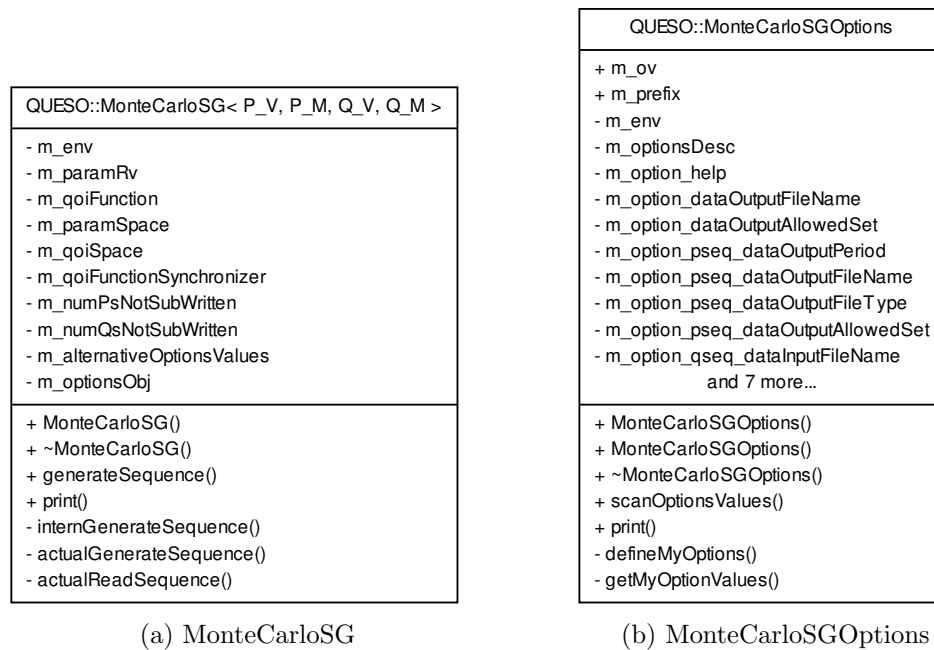 QUESO::MonteCarloSG< P_V, P_M, Q_V, Q_M >
- m_env
- m_paramRv
- m_qoiFunction
- m_paramSpace
- m_qoiSpace
- m_qoiFunctionSynchronizer
- m_numPsNotSubWritten
- m_numQsNotSubWritten
- m_alternativeOptionsValues
- m_optionsObj
+ MonteCarloSG()
+ ~MonteCarloSG()
+ generateSequence()
+ print()
- internGenerateSequence()
- actualGenerateSequence()
- actualReadSequence()
(a) MonteCarloSG
QUESO::MonteCarloSGOptions
+ m_ov
+ m_prefix
- m_env
- m_optionsDesc
- m_option_help
- m_option_dataOutputFileName
- m_option_dataOutputAllowedSet
- m_option_pseq_dataOutputPeriod
- m_option_pseq_dataOutputFileName
- m_option_pseq_dataOutputFileType
- m_option_pseq_dataOutputAllowedSet
- m_option_qseq_dataInputFileName
and 7 more...
+ MonteCarloSGOptions()
+ MonteCarloSGOptions()
+ ~MonteCarloSGOptions()
+ scanOptionsValues()
+ print()
- defineMyOptions()
- getMyOptionValues()
(b) MonteCarloSGOptions